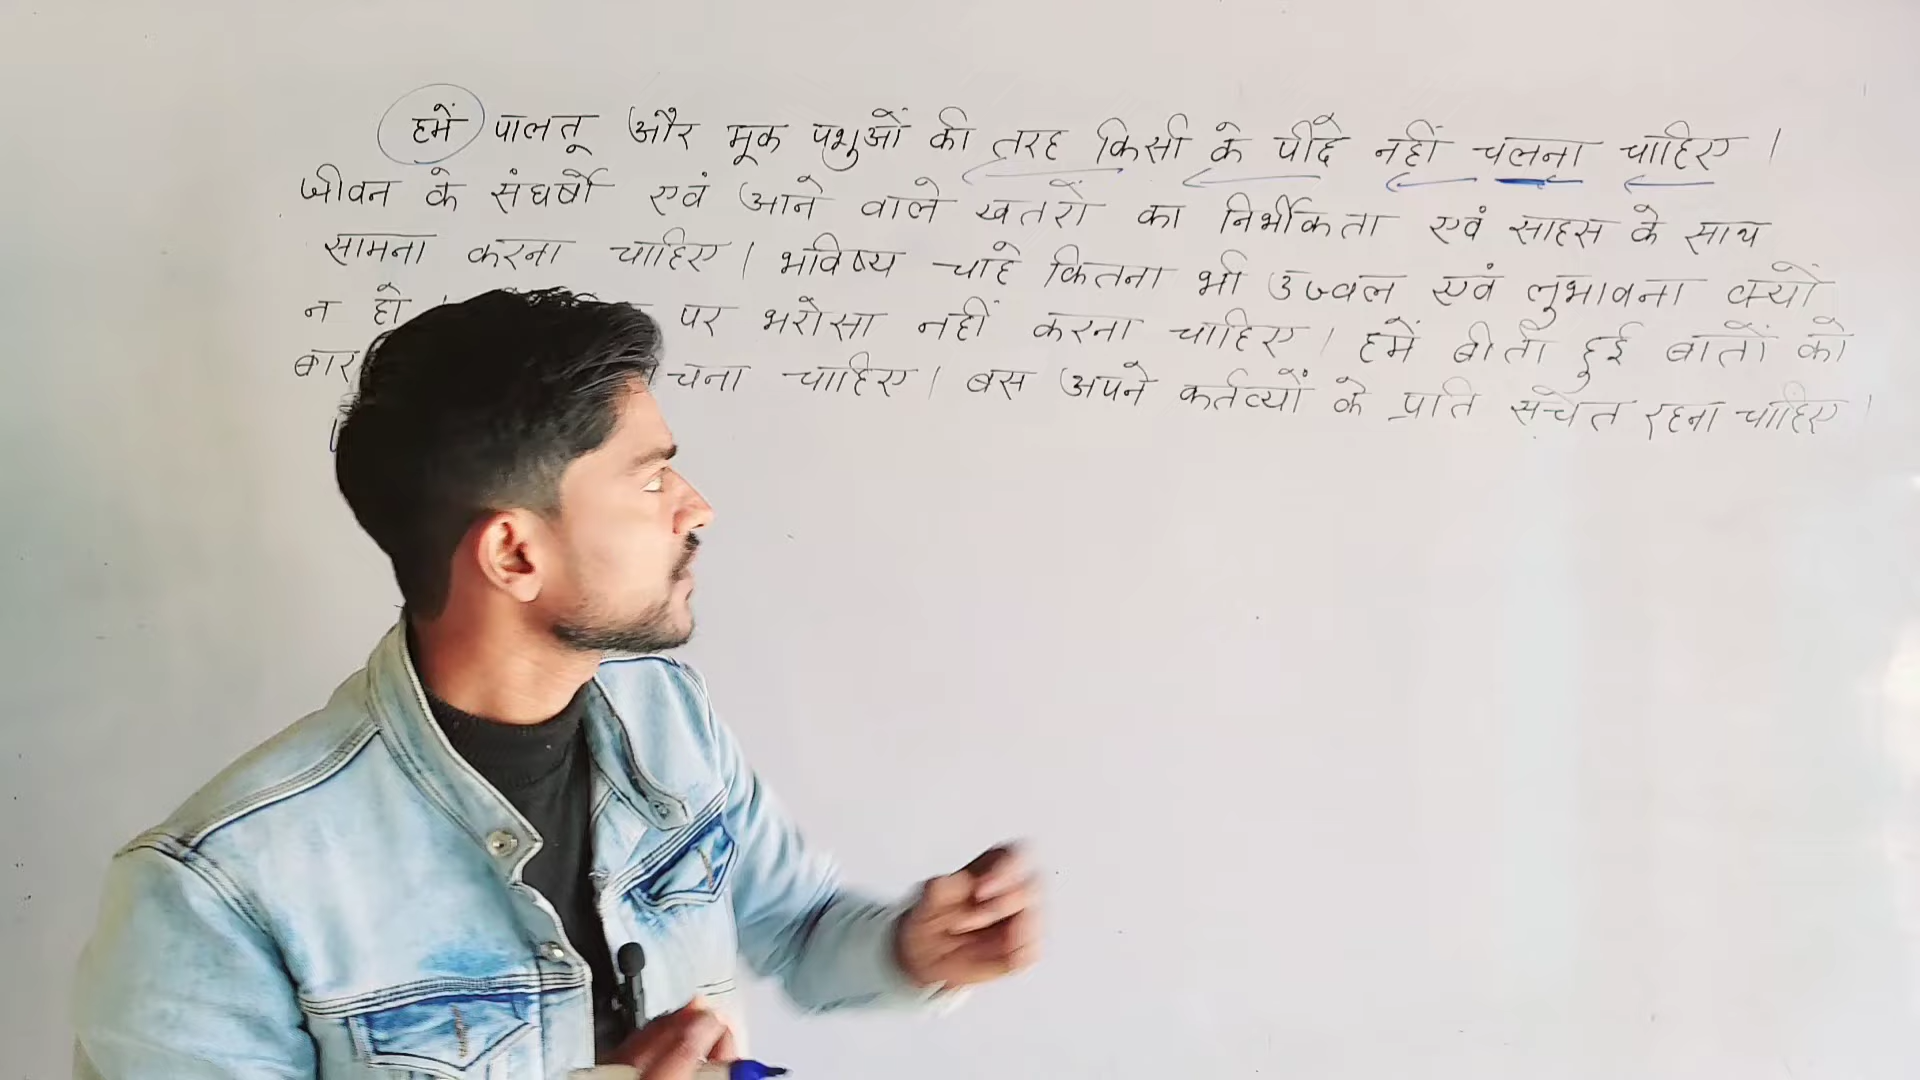 हमें पालतू और मूक पशुओं की तरह किसी के पीछे नहीं चलना चाहिए।
जीवन के संघर्षों एवं आने वाले खतरों का निर्भीकता एवं साहस के साथ
सामना करना चाहिए। भविष्य चाहे कितना भी उज्वल एवं लुभावना क्यों
न हो पर भरोसा नहीं करना चाहिए। हमें बीती हुई बातों को
बार चना चाहिए। बस अपने कर्तव्यों के प्रति सचेत रहना चाहिए।